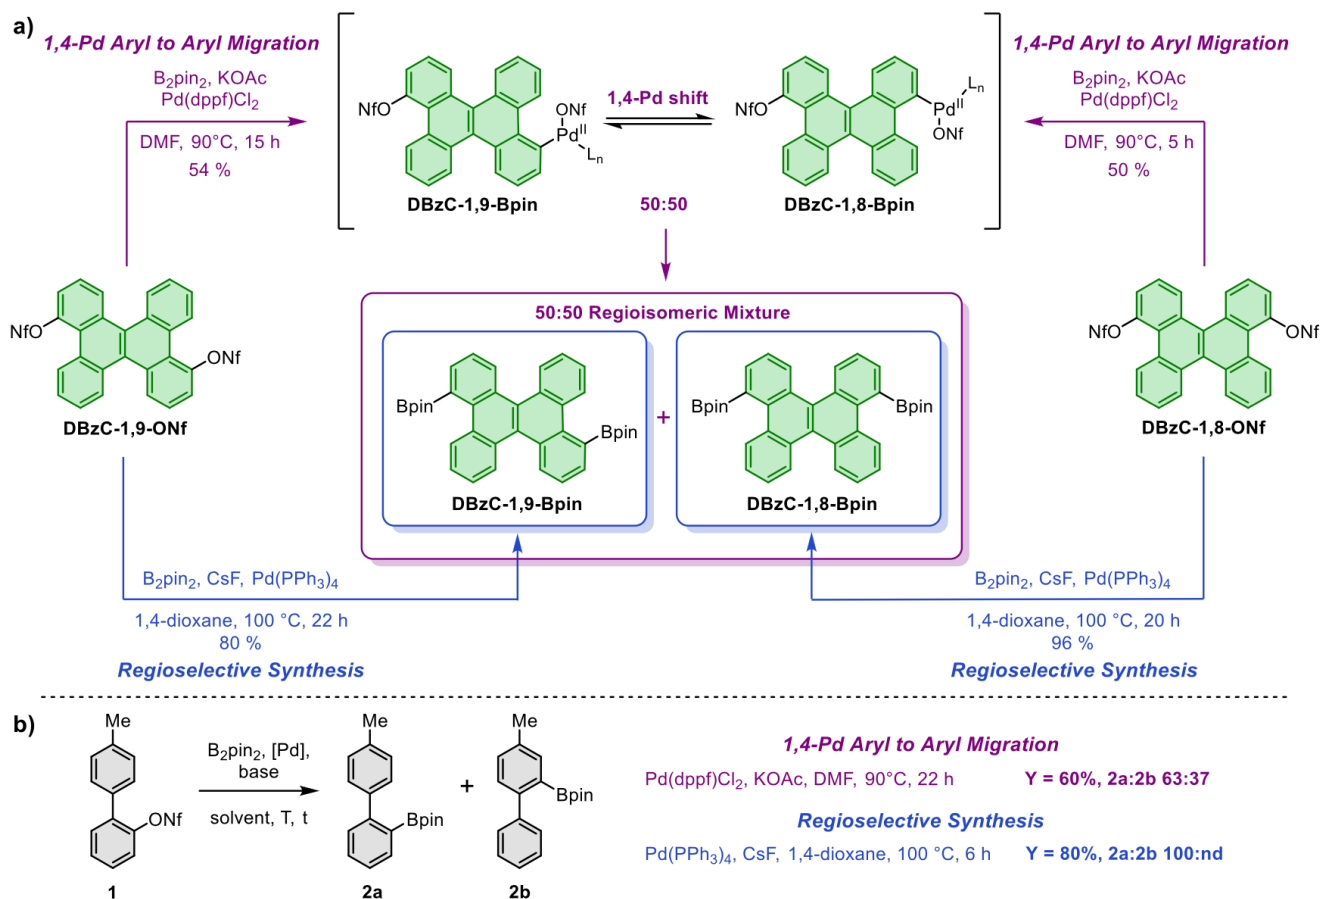 a)
1,4-Pd Aryl to Aryl Migration
B2pin2, KOAc
Pd(dppf)Cl2
DMF, 90°C, 15 h
54 %
NfO
ONf
PdII
Ln
DBzC-1,9-Bpin
1,4-Pd shift
50:50
NfO
Ln
PdII
ONf
DBzC-1,8-Bpin
1,4-Pd Aryl to Aryl Migration
B2pin2, KOAc
Pd(dppf)Cl2
DMF, 90°C, 5 h
50 %
NfO
ONf
DBzC-1,9-ONf
50:50 Regioisomeric Mixture
Bpin
Bpin
DBzC-1,9-Bpin
+
Bpin
Bpin
DBzC-1,8-Bpin
NfO
ONf
DBzC-1,8-ONf
B2pin2, CsF, Pd(PPh3)4
1,4-dioxane, 100 °C, 22 h
80 %
Regioselective Synthesis
B2pin2, CsF, Pd(PPh3)4
1,4-dioxane, 100 °C, 20 h
96 %
Regioselective Synthesis
b)
Me
ONf
1
B2pin2, [Pd],
base
solvent, T, t
Me
Bpin
2a
+
Me
Bpin
2b
1,4-Pd Aryl to Aryl Migration
Pd(dppf)Cl2, KOAc, DMF, 90°C, 22 h Y = 60%, 2a:2b 63:37
Regioselective Synthesis
Pd(PPh3)4, CsF, 1,4-dioxane, 100 °C, 6 h Y = 80%, 2a:2b 100:nd